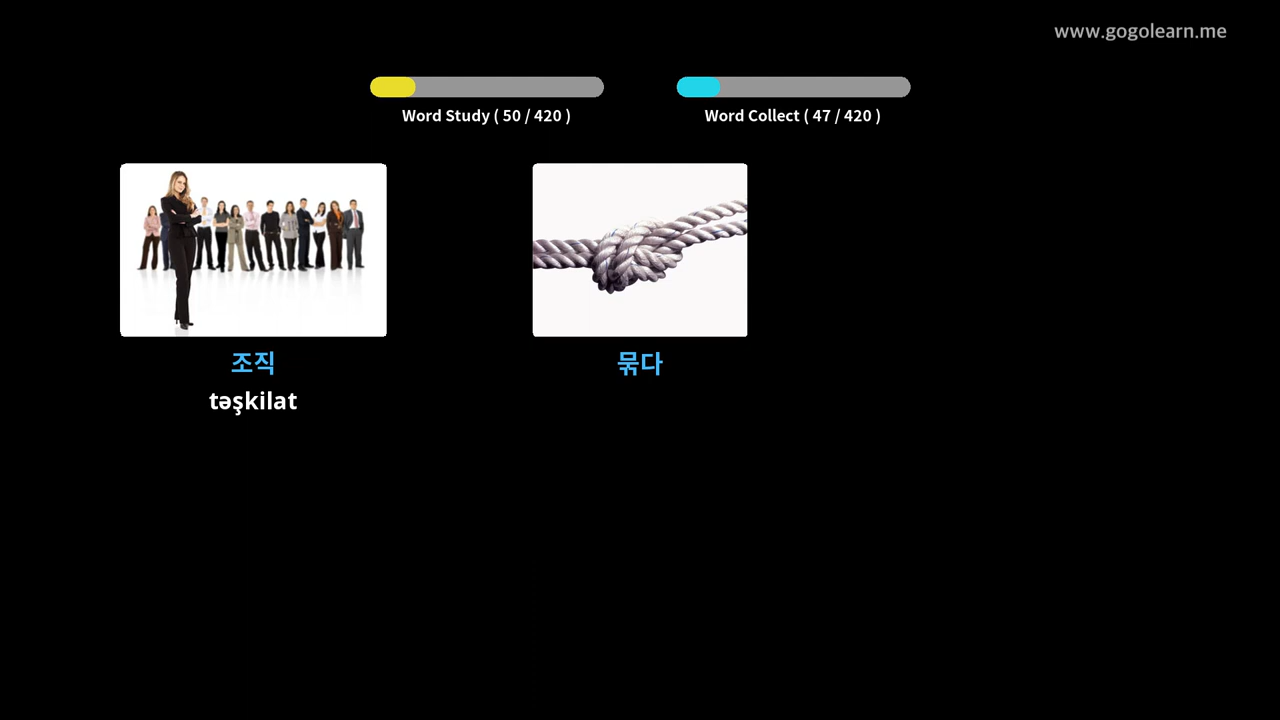 www.gogolearn.me
Word Study ( 50 / 420 )
Word Collect ( 47 / 420 )
조직
təşkilat
묶다